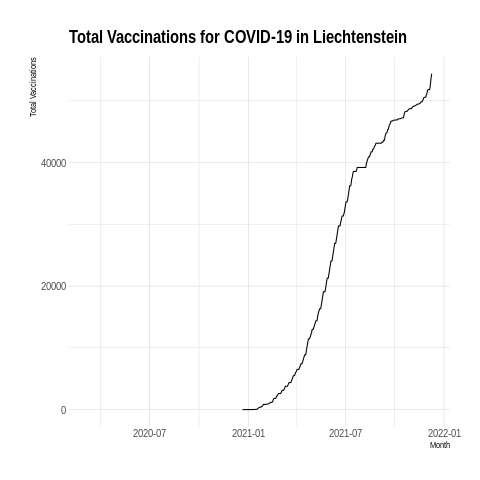 Total Vaccinations for COVID-19 in Liechtenstein
Total Vaccinations
40000
20000
0
2020-07
2021-01
2021-07
2022-01
Month